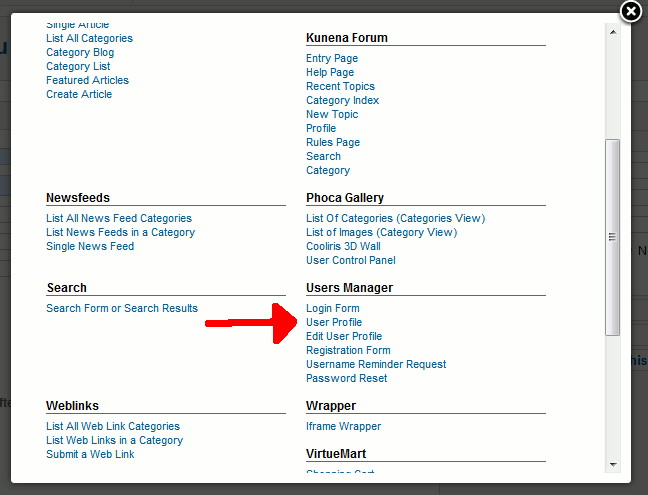 Single Article
List All Categories
Category Blog
Category List
Featured Articles
Create Article
Kunena Forum
Entry Page
Help Page
Recent Topics
Category Index
New Topic
Profile
Rules Page
Search
Category
Newsfeeds
List All News Feed Categories
List News Feeds in a Category
Single News Feed
Phoca Gallery
List Of Categories (Categories View)
List of Images (Category View)
Cooliris 3D Wall
User Control Panel
Search
Search Form or Search Results
Users Manager
Login Form
User Profile
Edit User Profile
Registration Form
Username Reminder Request
Password Reset
Weblinks
List All Web Link Categories
List Web Links in a Category
Submit a Web Link
Wrapper
Iframe Wrapper
VirtueMart
Shopping Cart